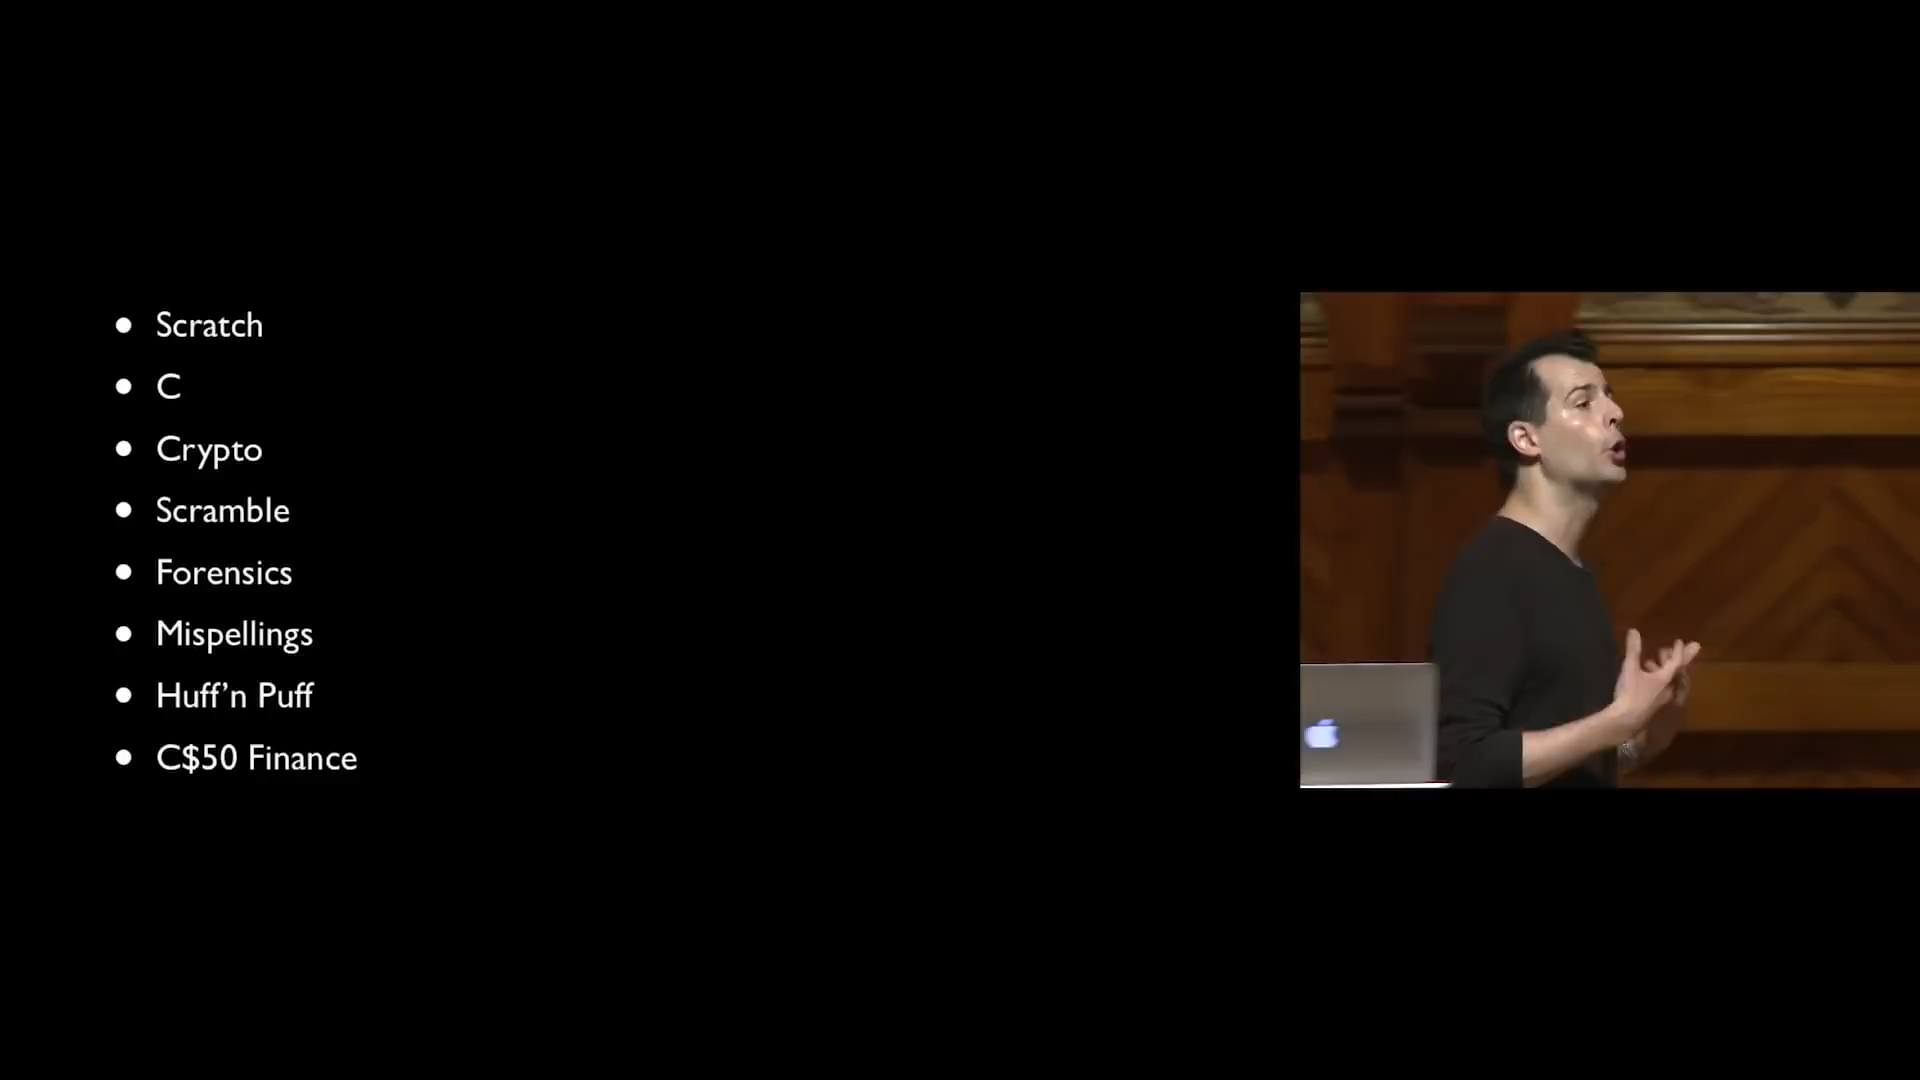 • Scratch
• C
• Crypto
• Scramble
• Forensics
• Mispellings
• Huff’n Puff
• C$50 Finance